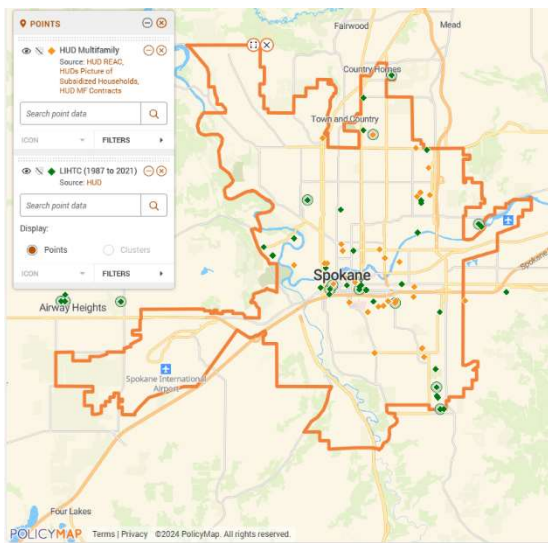 POINTS
HUD Multifamily
Source: HUD REAC,
HUDs Picture of
Subsidized Households,
HUD MF Contracts
Search point data
ICON FILTERS
LIHTC (1987 to 2021)
Source: HUD
Search point data
Display:
Points Clusters
ICON FILTERS
Fairwood
Mead
Country Homes
Town and Country
Spokane
Spokane
Airway Heights
Spokane International
Airport
Four Lakes
POLICYMAP Terms | Privacy ©2024 PolicyMap. All rights reserved.